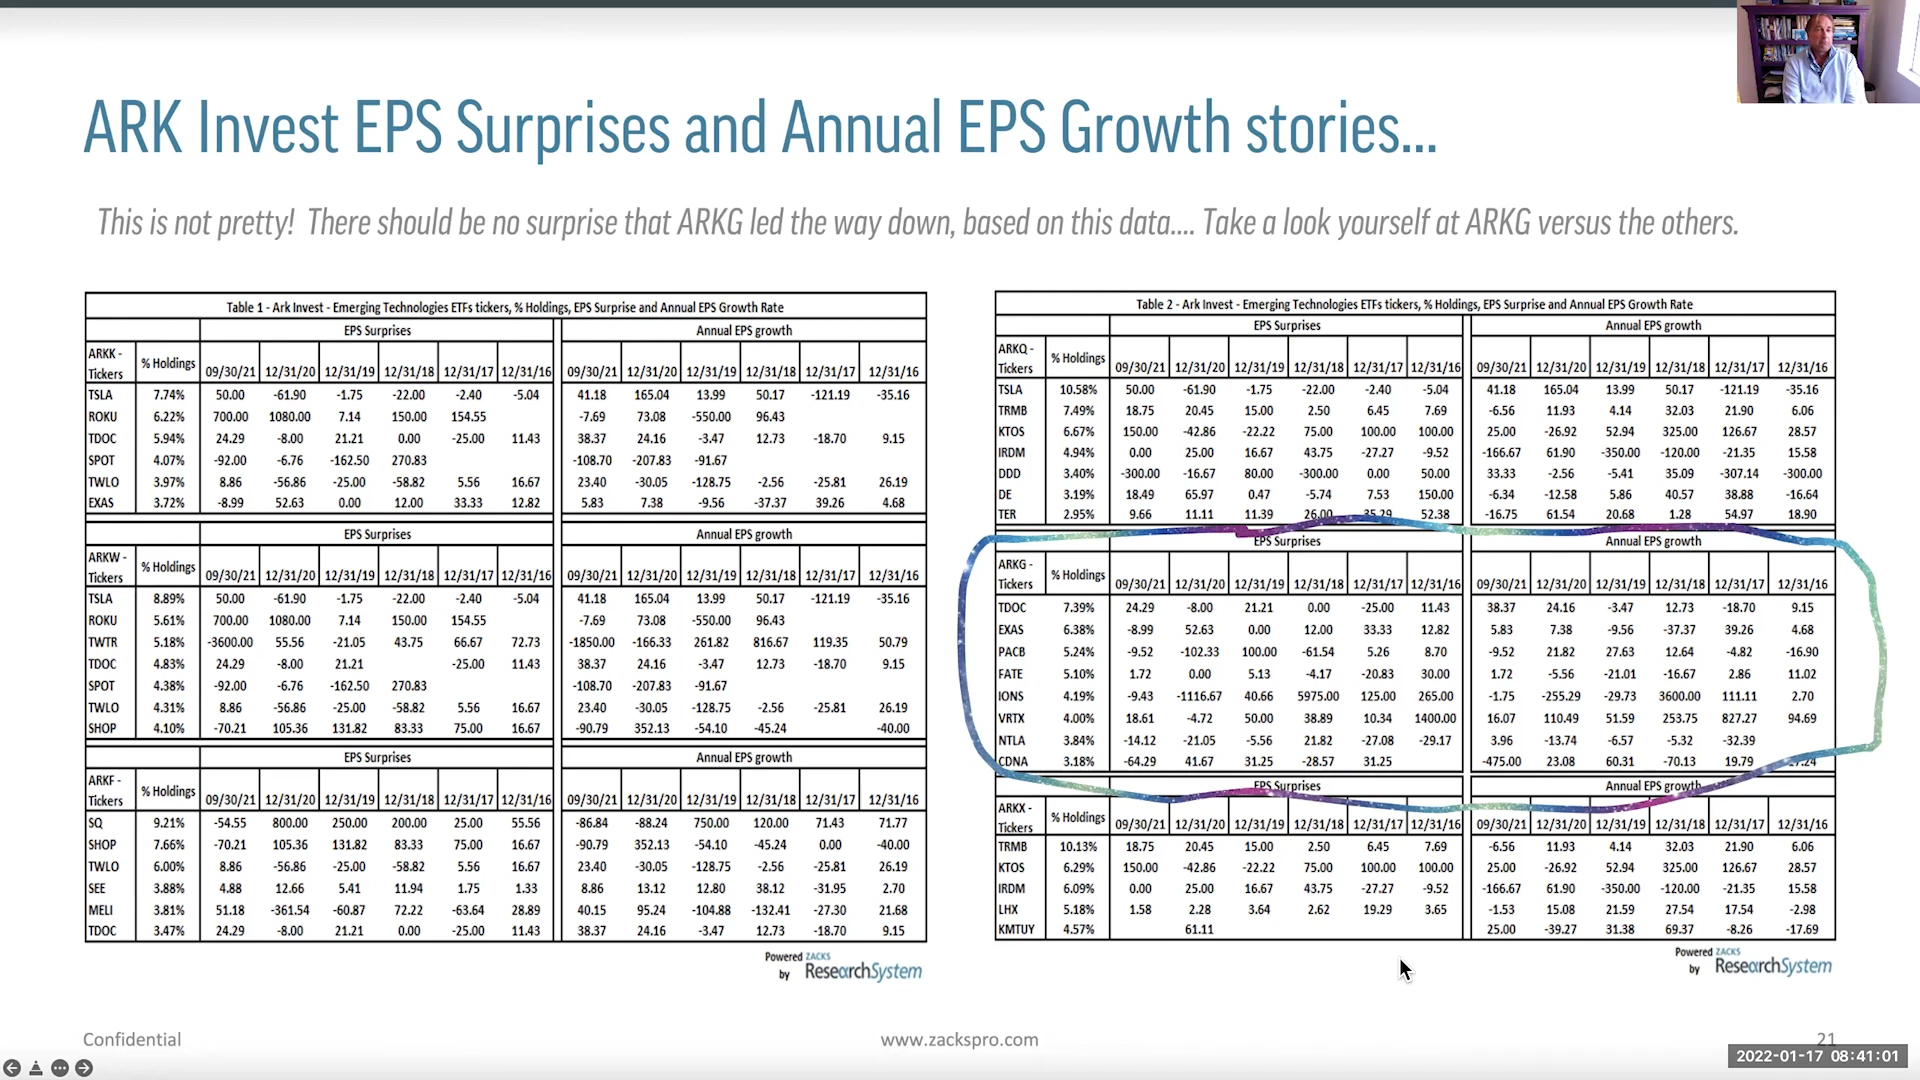 ARK Invest EPS Surprises and Annual EPS Growth stories...
This is not pretty! There should be no surprise that ARKG led the way down, based on this data.... Take a look yourself at ARKG versus the others.
Table 1 - Ark Invest - Emerging Technologies ETFs tickers, % Holdings, EPS Surprise and Annual EPS Growth Rate
EPS Surprises Annual EPS growth
ARKK - Tickers % Holdings 09/30/21 12/31/20 12/31/19 12/31/18 12/31/17 12/31/16 09/30/21 12/31/20 12/31/19 12/31/18 12/31/17 12/31/16
TSLA 7.74% 50.00 -61.90 -1.75 -22.00 -2.40 -5.04 41.18 165.04 13.99 50.17 -121.19 -35.16
ROKU 6.22% 700.00 1080.00 7.14 150.00 154.55 -7.69 73.08 -550.00 96.43
TDOC 5.94% 24.29 -8.00 21.21 0.00 -25.00 11.43 38.37 24.16 -3.47 12.73 -18.70 9.15
SPOT 4.07% -92.00 -6.76 -162.50 270.83 -108.70 -207.83 -91.67
TWLO 3.97% 8.86 -56.86 -25.00 -58.82 5.56 16.67 23.40 -30.05 -128.75 -2.56 -25.81 26.19
EXAS 3.72% -8.99 52.63 0.00 12.00 33.33 12.82 5.83 7.38 -9.56 -37.37 39.26 4.68
EPS Surprises Annual EPS growth
ARKW - Tickers % Holdings 09/30/21 12/31/20 12/31/19 12/31/18 12/31/17 12/31/16 09/30/21 12/31/20 12/31/19 12/31/18 12/31/17 12/31/16
TSLA 8.89% 50.00 -61.90 -1.75 -22.00 -2.40 -5.04 41.18 165.04 13.99 50.17 -121.19 -35.16
ROKU 5.61% 700.00 1080.00 7.14 150.00 154.55 -7.69 73.08 -550.00 96.43
TWTR 5.18% -3600.00 55.56 -21.05 43.75 66.67 72.73 -1850.00 -166.33 261.82 816.67 119.35 50.79
TDOC 4.83% 24.29 -8.00 21.21 -25.00 11.43 38.37 24.16 -3.47 12.73 -18.70 9.15
SPOT 4.38% -92.00 -6.76 -162.50 270.83 -108.70 -207.83 -91.67
TWLO 4.31% 8.86 -56.86 -25.00 -58.82 5.56 16.67 23.40 -30.05 -128.75 -2.56 -25.81 26.19
SHOP 4.10% -70.21 105.36 131.82 83.33 75.00 16.67 -90.79 352.13 -54.10 -45.24 -40.00
EPS Surprises Annual EPS growth
ARKF - Tickers % Holdings 09/30/21 12/31/20 12/31/19 12/31/18 12/31/17 12/31/16 09/30/21 12/31/20 12/31/19 12/31/18 12/31/17 12/31/16
SQ 9.21% -54.55 800.00 250.00 200.00 25.00 55.56 -86.84 -88.24 750.00 120.00 71.43 71.77
SHOP 7.66% -70.21 105.36 131.82 83.33 75.00 16.67 -90.79 352.13 -54.10 -45.24 0.00 -40.00
TWLO 6.00% 8.86 -56.86 -25.00 -58.82 5.56 16.67 23.40 -30.05 -128.75 -2.56 -25.81 26.19
SEE 3.88% 4.88 12.66 5.41 11.94 1.75 1.33 8.86 13.12 12.80 38.12 -31.95 2.70
MELI 3.81% 51.18 -361.54 -60.87 72.22 -63.64 28.89 40.15 95.24 -104.88 -132.41 -27.30 21.68
TDOC 3.47% 24.29 -8.00 21.21 0.00 -25.00 11.43 38.37 24.16 -3.47 12.73 -18.70 9.15
Powered by ZACKS ResearchSystem
Table 2 - Ark Invest - Emerging Technologies ETFs tickers, % Holdings, EPS Surprise and Annual EPS Growth Rate
EPS Surprises Annual EPS growth
ARKQ - Tickers % Holdings 09/30/21 12/31/20 12/31/19 12/31/18 12/31/17 12/31/16 09/30/21 12/31/20 12/31/19 12/31/18 12/31/17 12/31/16
TSLA 10.58% 50.00 -61.90 -1.75 -22.00 -2.40 -5.04 41.18 165.04 13.99 50.17 -121.19 -35.16
TRMB 7.49% 18.75 20.45 15.00 2.50 6.45 7.69 -6.56 11.93 4.14 32.03 21.90 6.06
KTOS 6.67% 150.00 -42.86 -22.22 75.00 100.00 100.00 25.00 -26.92 52.94 325.00 126.67 28.57
IRDM 4.94% 0.00 25.00 16.67 43.75 -27.27 -9.52 -166.67 61.90 -350.00 -120.00 -21.35 15.58
DDD 3.40% -300.00 -16.67 80.00 -300.00 0.00 50.00 33.33 -2.56 -5.41 35.09 -307.14 -300.00
DE 3.19% 18.49 65.97 0.47 -5.74 7.53 150.00 -6.34 -12.58 5.86 40.57 38.88 -16.64
TER 2.95% 9.66 11.11 11.39 26.00 35.29 52.38 -16.75 61.54 20.68 1.28 54.97 18.90
EPS Surprises Annual EPS growth
ARKG - Tickers % Holdings 09/30/21 12/31/20 12/31/19 12/31/18 12/31/17 12/31/16 09/30/21 12/31/20 12/31/19 12/31/18 12/31/17 12/31/16
TDOC 7.39% 24.29 -8.00 21.21 0.00 -25.00 11.43 38.37 24.16 -3.47 12.73 -18.70 9.15
EXAS 6.38% -8.99 52.63 0.00 12.00 33.33 12.82 5.83 7.38 -9.56 -37.37 39.26 4.68
PACB 5.24% -9.52 -102.33 100.00 -61.54 5.26 8.70 -9.52 21.82 27.63 12.64 -4.82 -16.90
FATE 5.10% 1.72 0.00 5.13 -4.17 -20.83 30.00 1.72 -5.56 -21.01 -16.67 2.86 11.02
IONS 4.19% -9.43 -1116.67 40.66 5975.00 125.00 265.00 -1.75 -255.29 -29.73 3600.00 111.11 2.70
VRTX 4.00% 18.61 -4.72 50.00 38.89 10.34 1400.00 16.07 110.49 51.59 253.75 827.27 94.69
NTLA 3.84% -14.12 -21.05 -5.56 21.82 -27.08 -29.17 3.96 -13.74 -6.57 -5.32 -32.39
CDNA 3.18% -64.29 41.67 31.25 -28.57 31.25 -475.00 23.08 60.31 -70.13 19.79
EPS Surprises Annual EPS growth
ARKX - Tickers % Holdings 09/30/21 12/31/20 12/31/19 12/31/18 12/31/17 12/31/16 09/30/21 12/31/20 12/31/19 12/31/18 12/31/17 12/31/16
TRMB 10.13% 18.75 20.45 15.00 2.50 6.45 7.69 -6.56 11.93 4.14 32.03 21.90 6.06
KTOS 6.29% 150.00 -42.86 -22.22 75.00 100.00 100.00 25.00 -26.92 52.94 325.00 126.67 28.57
IRDM 6.09% 0.00 25.00 16.67 43.75 -27.27 -9.52 -166.67 61.90 -350.00 -120.00 -21.35 15.58
LHX 5.18% 1.58 2.28 3.64 2.62 19.29 3.65 -1.53 15.08 21.59 27.54 17.54 -2.98
KMTUY 4.57% 61.11 25.00 -39.27 31.38 69.37 -8.26 -17.69
Powered by ZACKS ResearchSystem
Confidential www.zackspro.com 21
2022-01-17 08:41:01